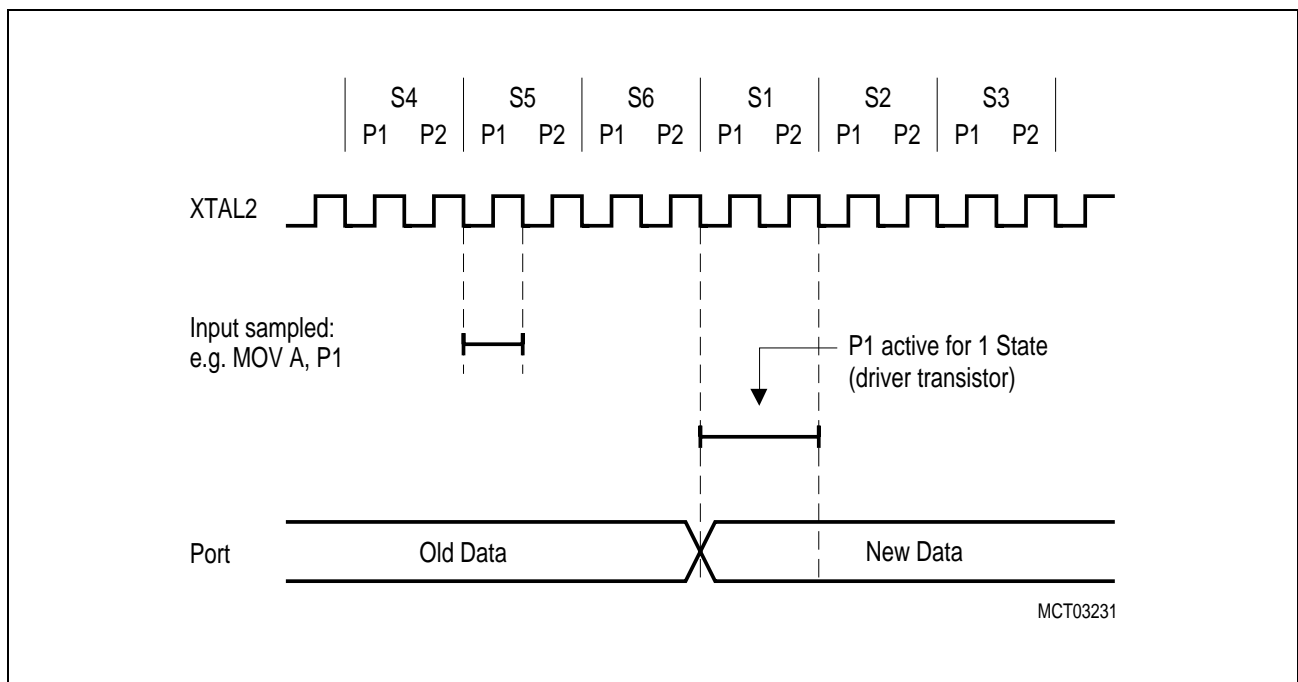 S4 S5 S6 S1 S2 S3
P1 P2 P1 P2 P1 P2 P1 P2 P1 P2 P1 P2
XTAL2
Input sampled:
e.g. MOV A, P1
P1 active for 1 State
(driver transistor)
Port Old Data New Data
MCT03231